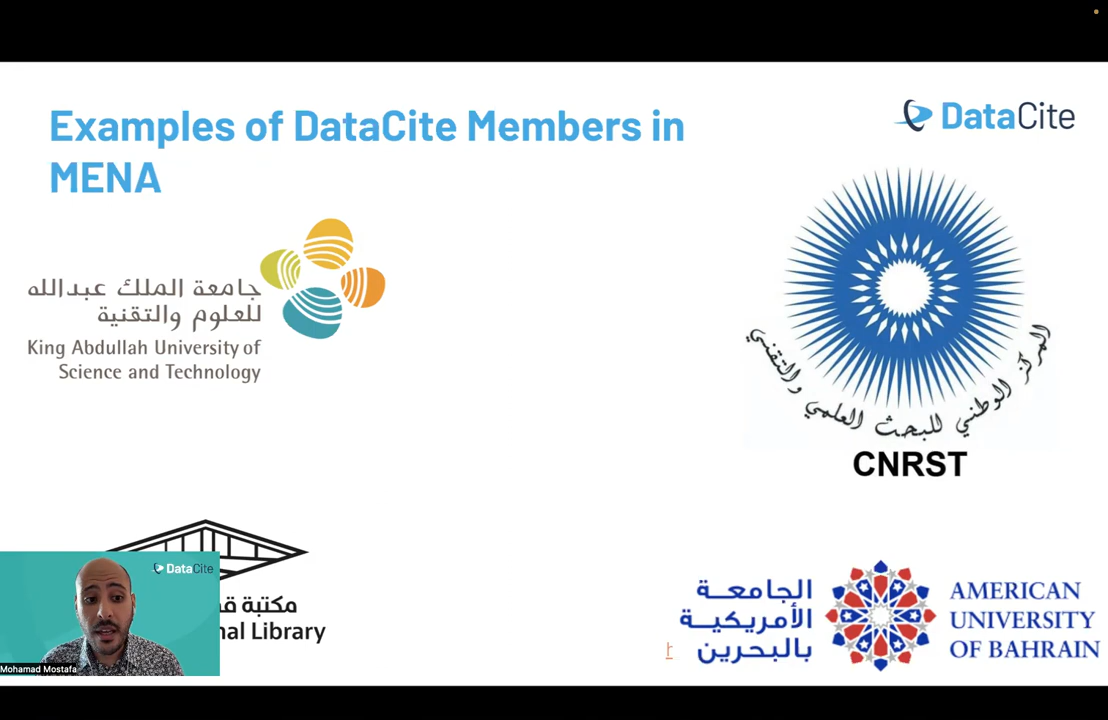 Examples of DataCite Members in
MENA
DataCite
جامعة الملك عبدالله
للعلوم والتقنية
King Abdullah University of
Science and Technology
المركز الوطني للبحث العلمي والتقني
CNRST
مكتبة
Library
الجامعة
الأمريكية
بالبحرين
AMERICAN
UNIVERSITY
OF BAHRAIN
h
DataCite
Mohamad Mostafa